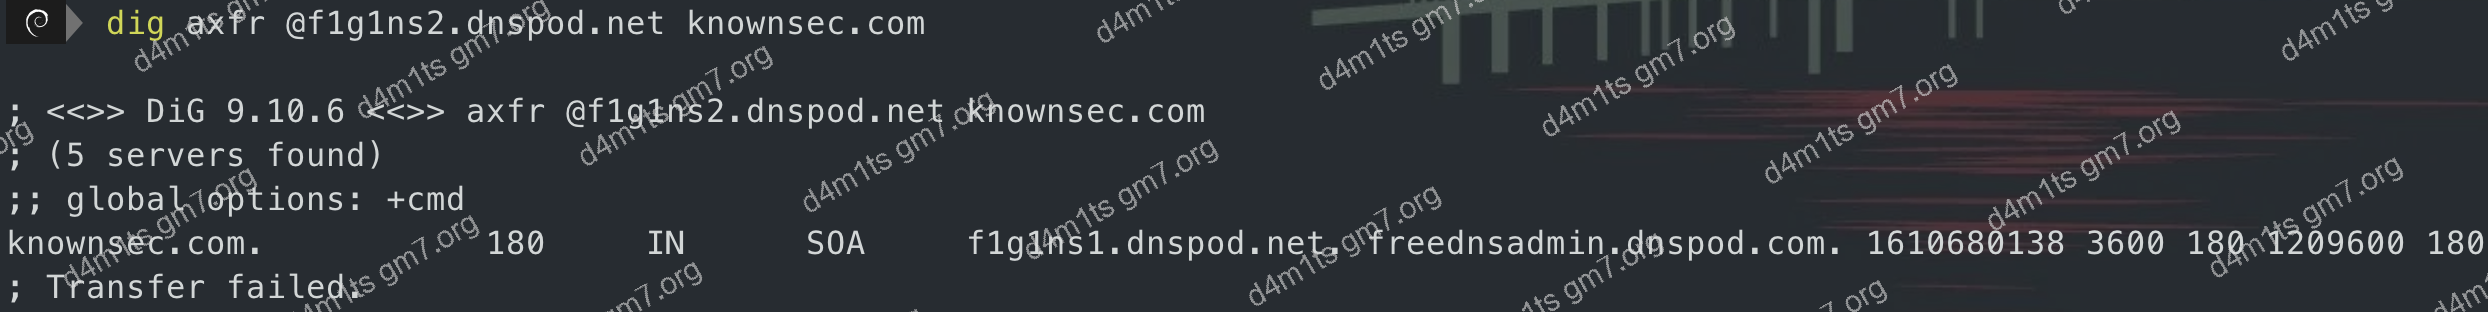 dig axfr @f1g1ns2.dnspod.net knownsec.com
; <<>> DiG 9.10.6 <<>> axfr @f1g1ns2.dnspod.net knownsec.com
; (5 servers found)
;; global options: +cmd
knownsec.com. 180 IN SOA f1g1ns1.dnspod.net. freednsadmin.dnspod.com. 1610680138 3600 180 1209600 180
; Transfer failed.
d4m1ts gm7.org